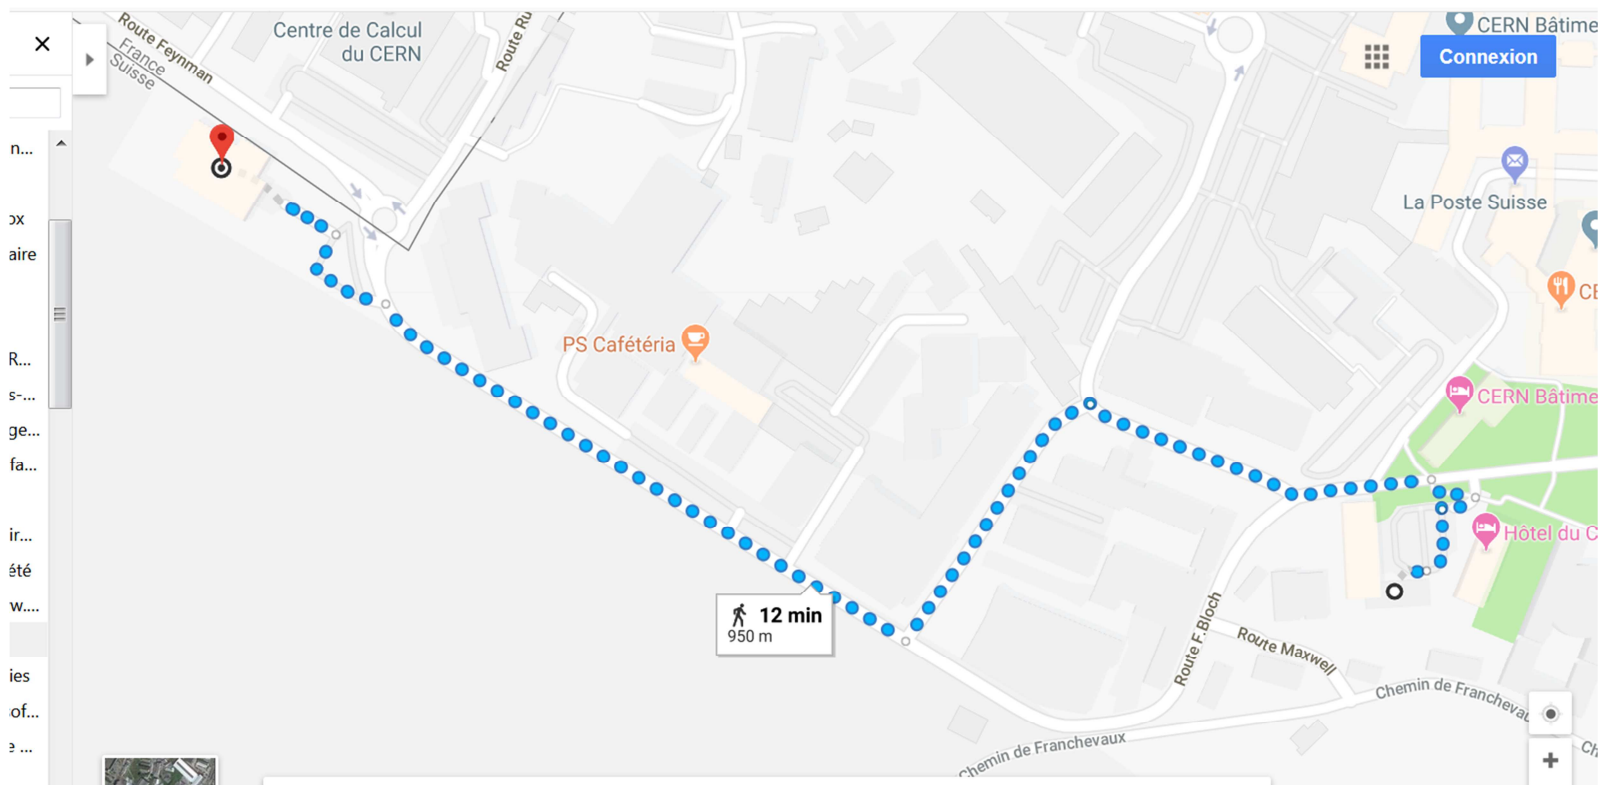 Route Feynman
France
Suisse
Centre de Calcul
du CERN
Route Ru
CERN Bâtime
Connexion
n...
ox
aire
La Poste Suisse
CE
PS Cafétéria
R...
s-...
ge...
fa...
CERN Bâtime
ir...
été
w....
Hôtel du C
12 min
950 m
Route F.Bloch
Route Maxwell
ies
of...
e ...
Chemin de Franchevau
Chemin de Franchevaux
Ch